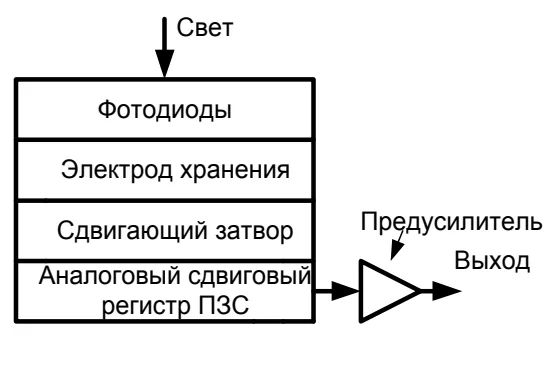 Свет
Фотодиоды
Электрод хранения
Сдвигающий затвор
Предусилитель
Выход
Аналоговый сдвиговый
регистр ПЗС